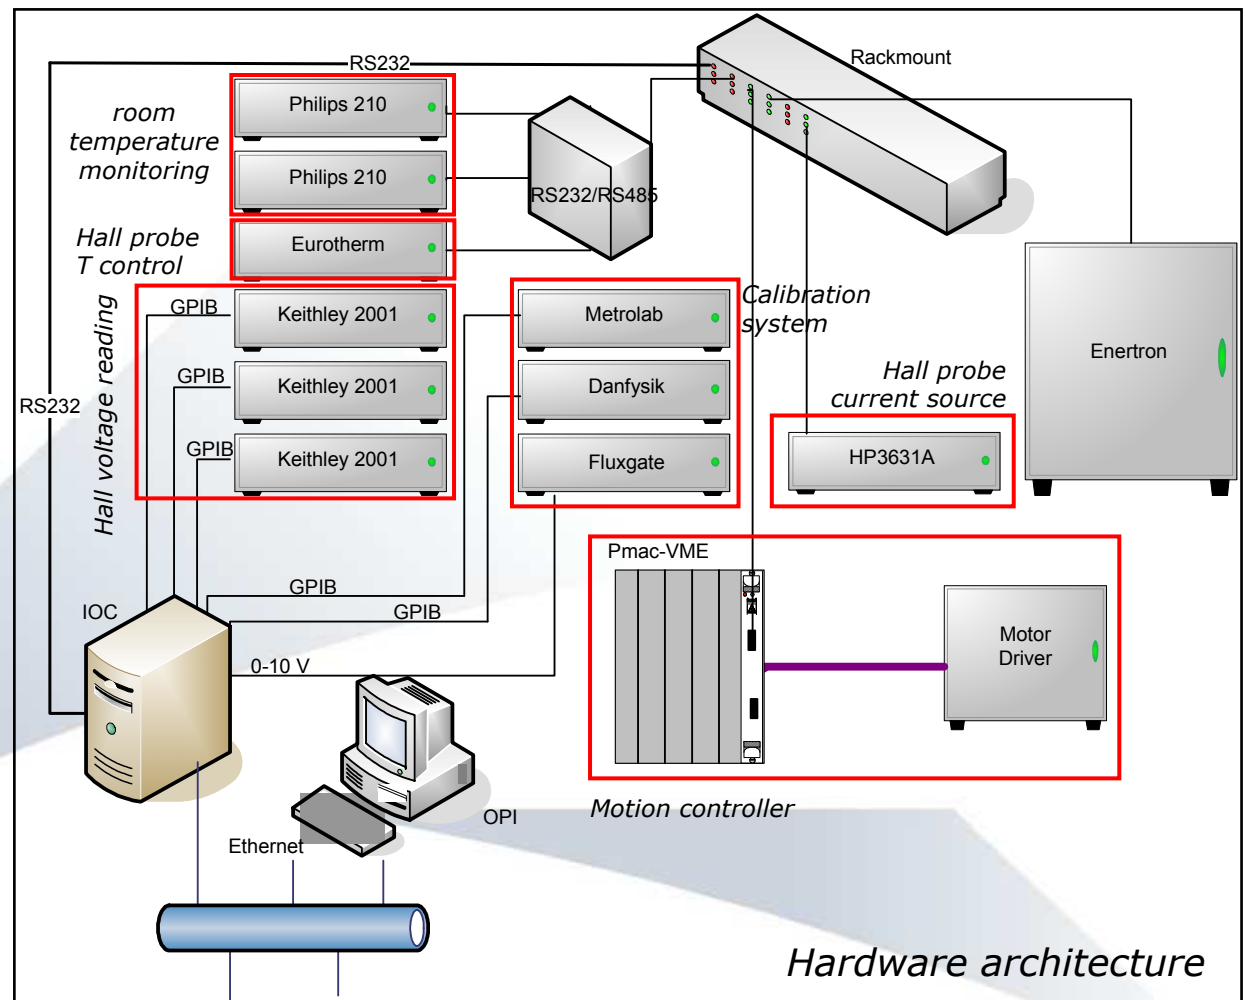 RS232
Rackmount
room
temperature
monitoring
Philips 210
Philips 210
RS232/RS485
Hall probe
T control
Eurotherm
Hall voltage reading
GPIB
Keithley 2001
GPIB
Keithley 2001
GPIB
Keithley 2001
RS232
Calibration
system
Metrolab
Danfysik
Fluxgate
Hall probe
current source
HP3631A
Enertron
Pmac-VME
Motor
Driver
Motion controller
GPIB
GPIB
IOC
0-10 V
OPI
Ethernet
Hardware architecture